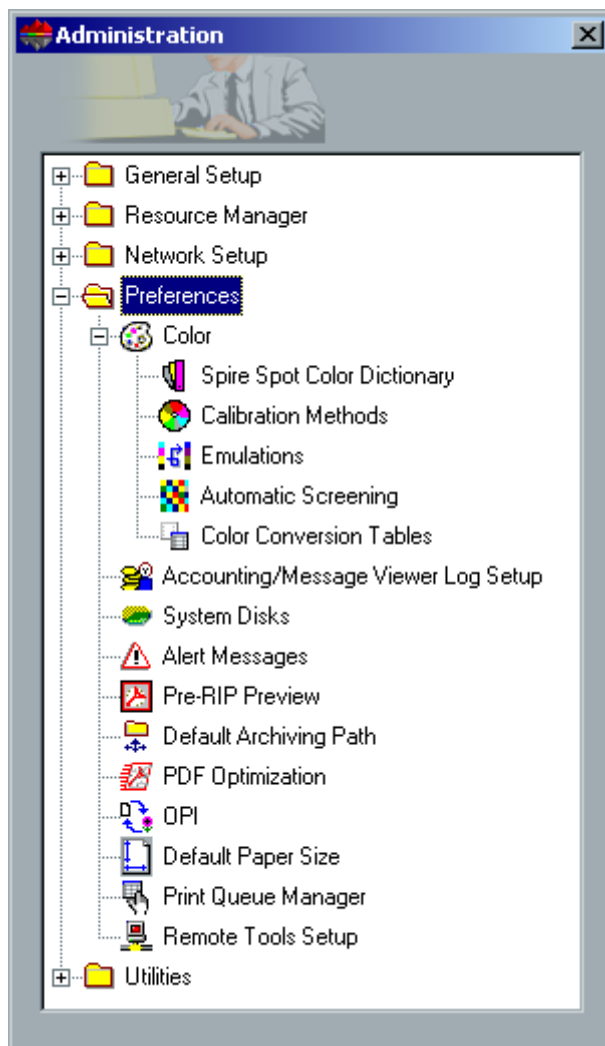 Administration
General Setup
Resource Manager
Network Setup
Preferences
Color
Spire Spot Color Dictionary
Calibration Methods
Emulations
Automatic Screening
Color Conversion Tables
Accounting/Message Viewer Log Setup
System Disks
Alert Messages
Pre-RIP Preview
Default Archiving Path
PDF Optimization
OPI
Default Paper Size
Print Queue Manager
Remote Tools Setup
Utilities